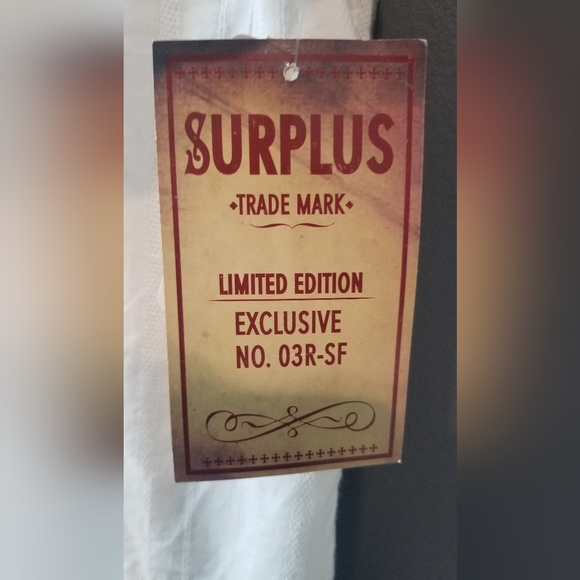 SURPLUS
TRADE MARK
LIMITED EDITION
EXCLUSIVE
NO. 03R-SF